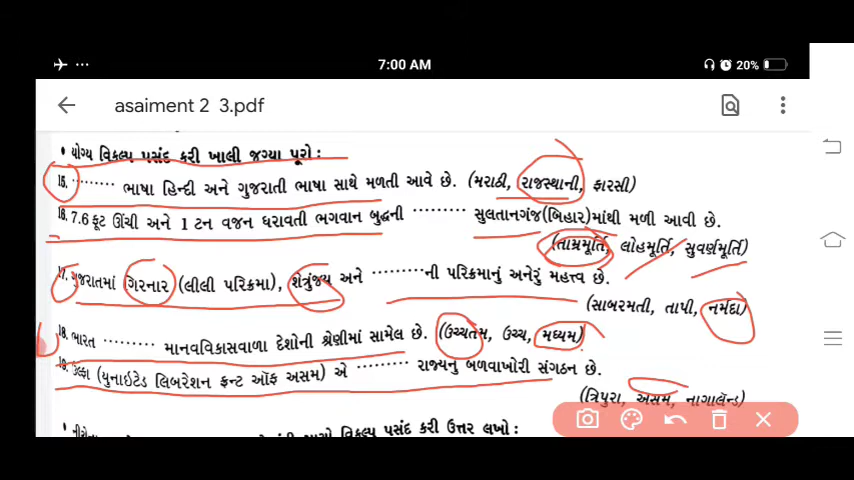 7:00 AM
20%
asaiment 2 3.pdf
• યોગ્ય વિકલ્પ પસંદ કરી ખાલી જગ્યા પૂરો :
15. ......... ભાષા હિન્દી અને ગુજરાતી ભાષા સાથે મળતી આવે છે. (મરાઠી, રાજસ્થાની, ફારસી)
16. 7.6 ફૂટ ઊંચી અને 1 ટન વજન ધરાવતી ભગવાન બુદ્ધની ......... સુલતાનગંજ(બિહાર)માંથી મળી આવી છે.
(તામ્રમૂર્તિ, લોહમૂર્તિ, સુવર્ણમૂર્તિ)
17. ગુજરાતમાં ગિરનાર (લીલી પરિક્રમા), શેત્રુંજય અને .........ની પરિક્રમાનું અનેરું મહત્ત્વ છે.
(સાબરમતી, તાપી, નર્મદા)
18. ભારત ......... માનવવિકાસવાળા દેશોની શ્રેણીમાં સામેલ છે. (ઉચ્ચતમ, ઉચ્ચ, મધ્યમ)
19. ઉલ્ફા (યુનાઇટેડ લિબરેશન ફ્રન્ટ ઑફ અસમ) એ ......... રાજ્યનું બળવાખોરી સંગઠન છે.
(ત્રિપુરા, અસમ, નાગાલૅન્ડ)
વિકલ્પ પસંદ કરી ઉત્તર લખો :